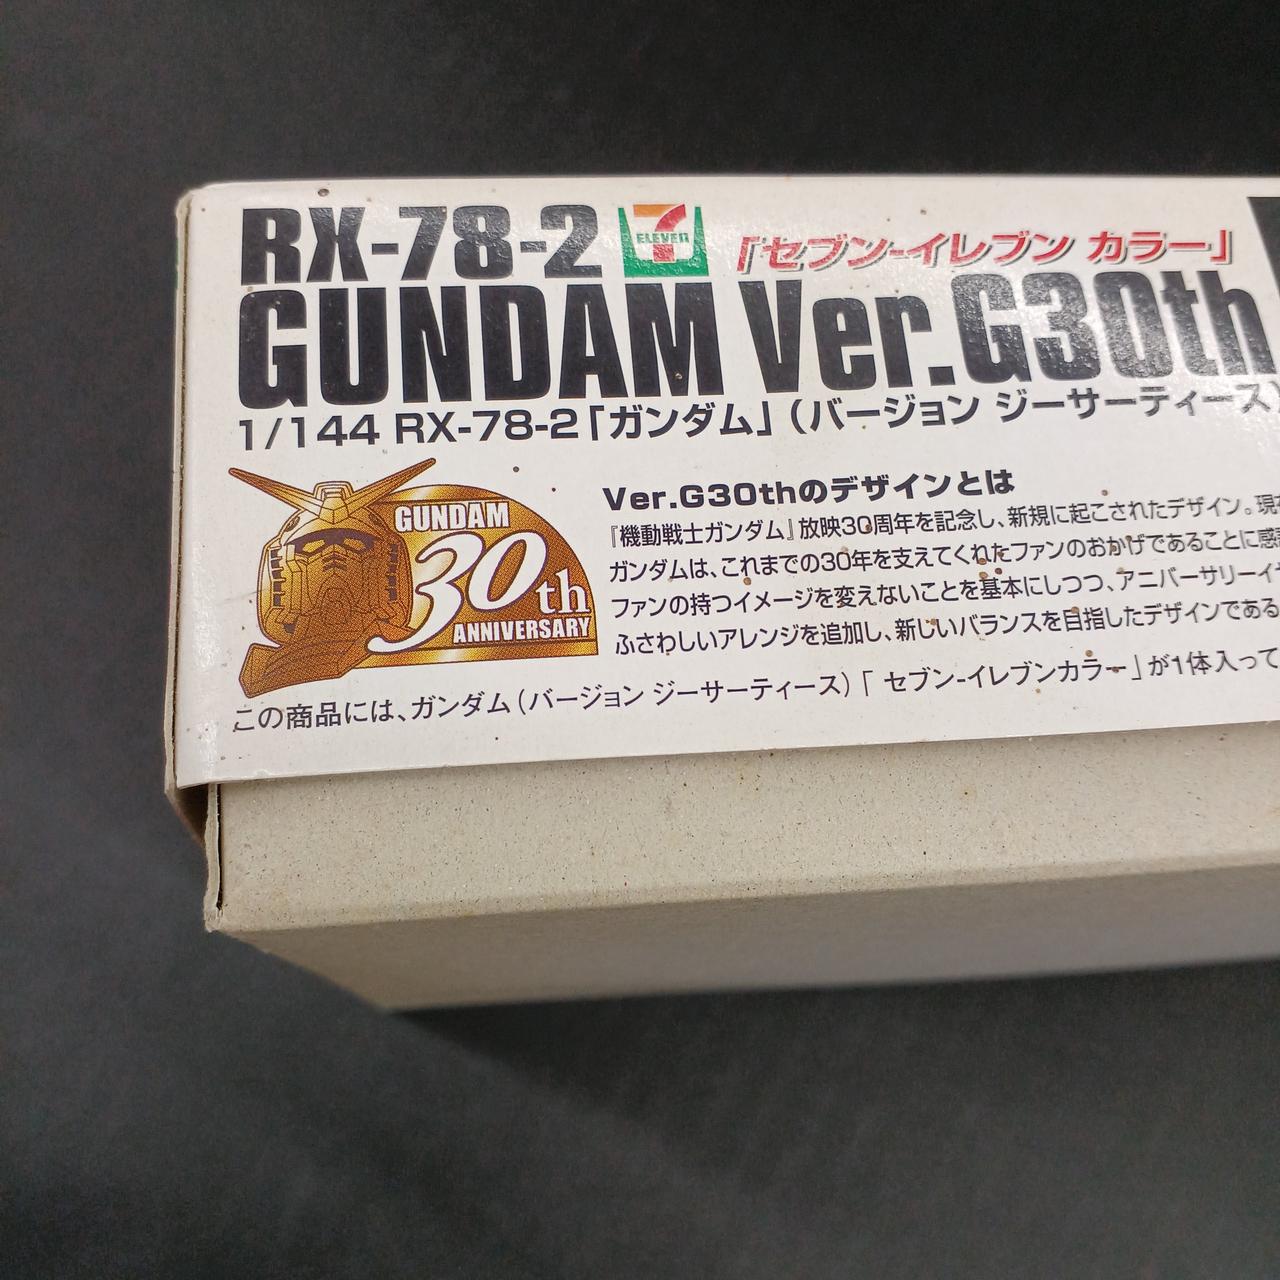 RX-78-2 7 ELEVEN 「セブン-イレブン カラー」
GUNDAM Ver.G30th
1/144 RX-78-2「ガンダム」(バージョン ジーサーティース)
GUNDAM
30th
ANNIVERSARY
Ver.G30thのデザインとは
『機動戦士ガンダム』放映30周年を記念し、新規に起こされたデザイン。現
ガンダムは、これまでの30年を支えてくれたファンのおかげであることに感
ファンの持つイメージを変えないことを基本にしつつ、アニバーサリーイ
ふさわしいアレンジを追加し、新しいバランスを目指したデザインである
この商品には、ガンダム(バージョン ジーサーティース)「セブン-イレブンカラー」が1体入って